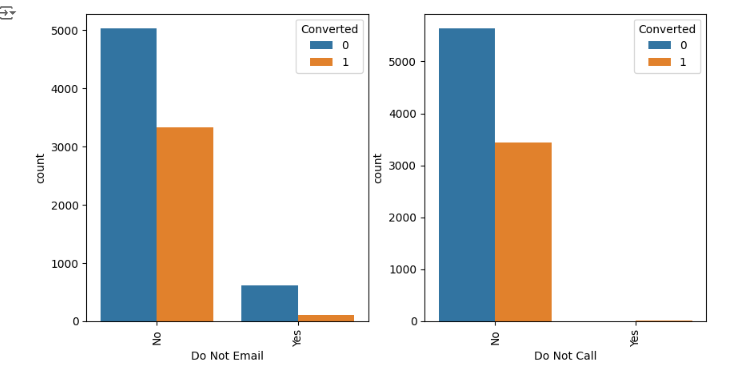 5000
4000
3000
2000
1000
0
count
Converted
0
1
No
Yes
Do Not Email
5000
4000
3000
2000
1000
0
count
Converted
0
1
No
Yes
Do Not Call